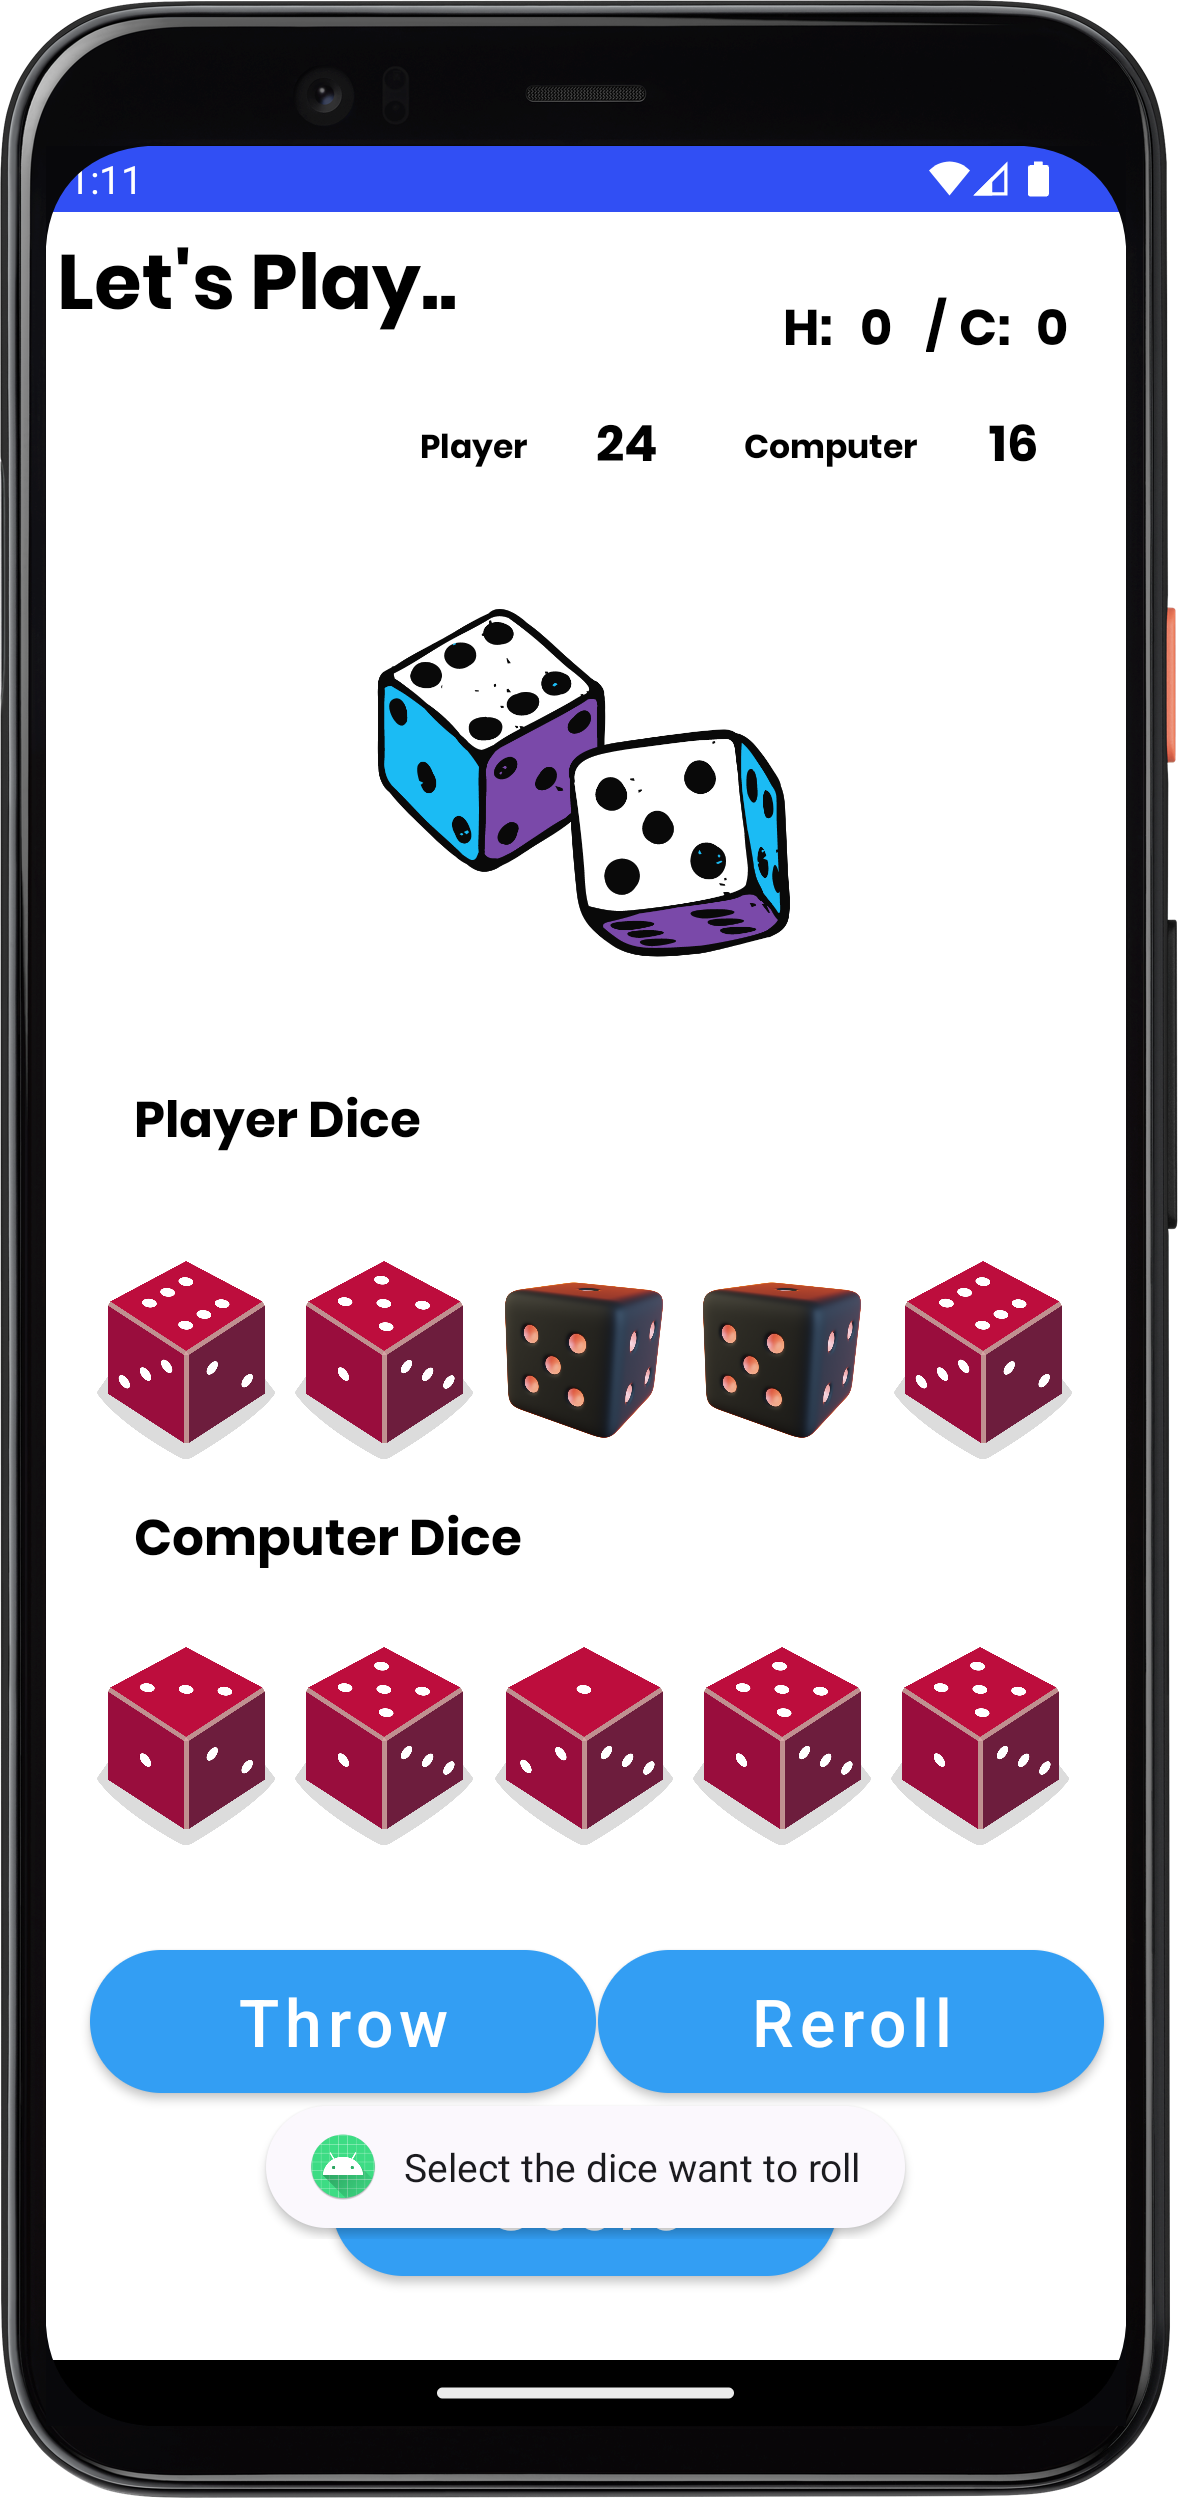 1:11
Let's Play..
H: 0 / C: 0
Player 24 Computer 16
Player Dice
Computer Dice
Throw Reroll
Select the dice want to roll